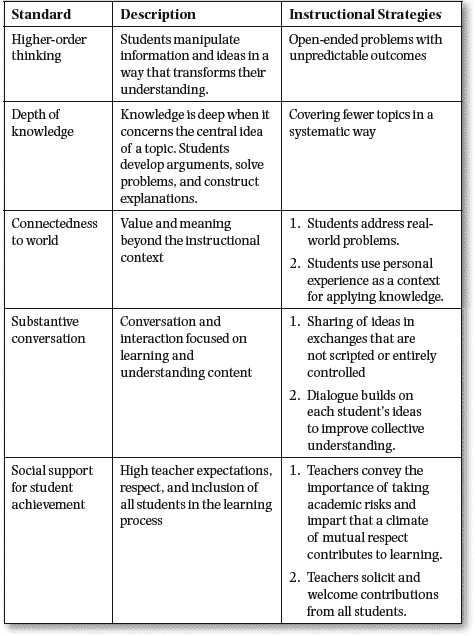 Standard Description Instructional Strategies
Higher-order
thinking
Students manipulate
information and ideas in a
way that transforms their
understanding.
Open-ended problems with
unpredictable outcomes
Depth of
knowledge
Knowledge is deep when it
concerns the central idea
of a topic. Students
develop arguments, solve
problems, and construct
explanations.
Covering fewer topics in a
systematic way
Connectedness
to world
Value and meaning
beyond the instructional
context
1. Students address real-
world problems.
2. Students use personal
experience as a context
for applying knowledge.
Substantive
conversation
Conversation and
interaction focused on
learning and
understanding content
1. Sharing of ideas in
exchanges that are
not scripted or entirely
controlled
2. Dialogue builds on
each student's ideas
to improve collective
understanding.
Social support
for student
achievement
High teacher expectations,
respect, and inclusion of
all students in the learning
process
1. Teachers convey the
importance of taking
academic risks and
impart that a climate
of mutual respect
contributes to learning.
2. Teachers solicit and
welcome contributions
from all students.